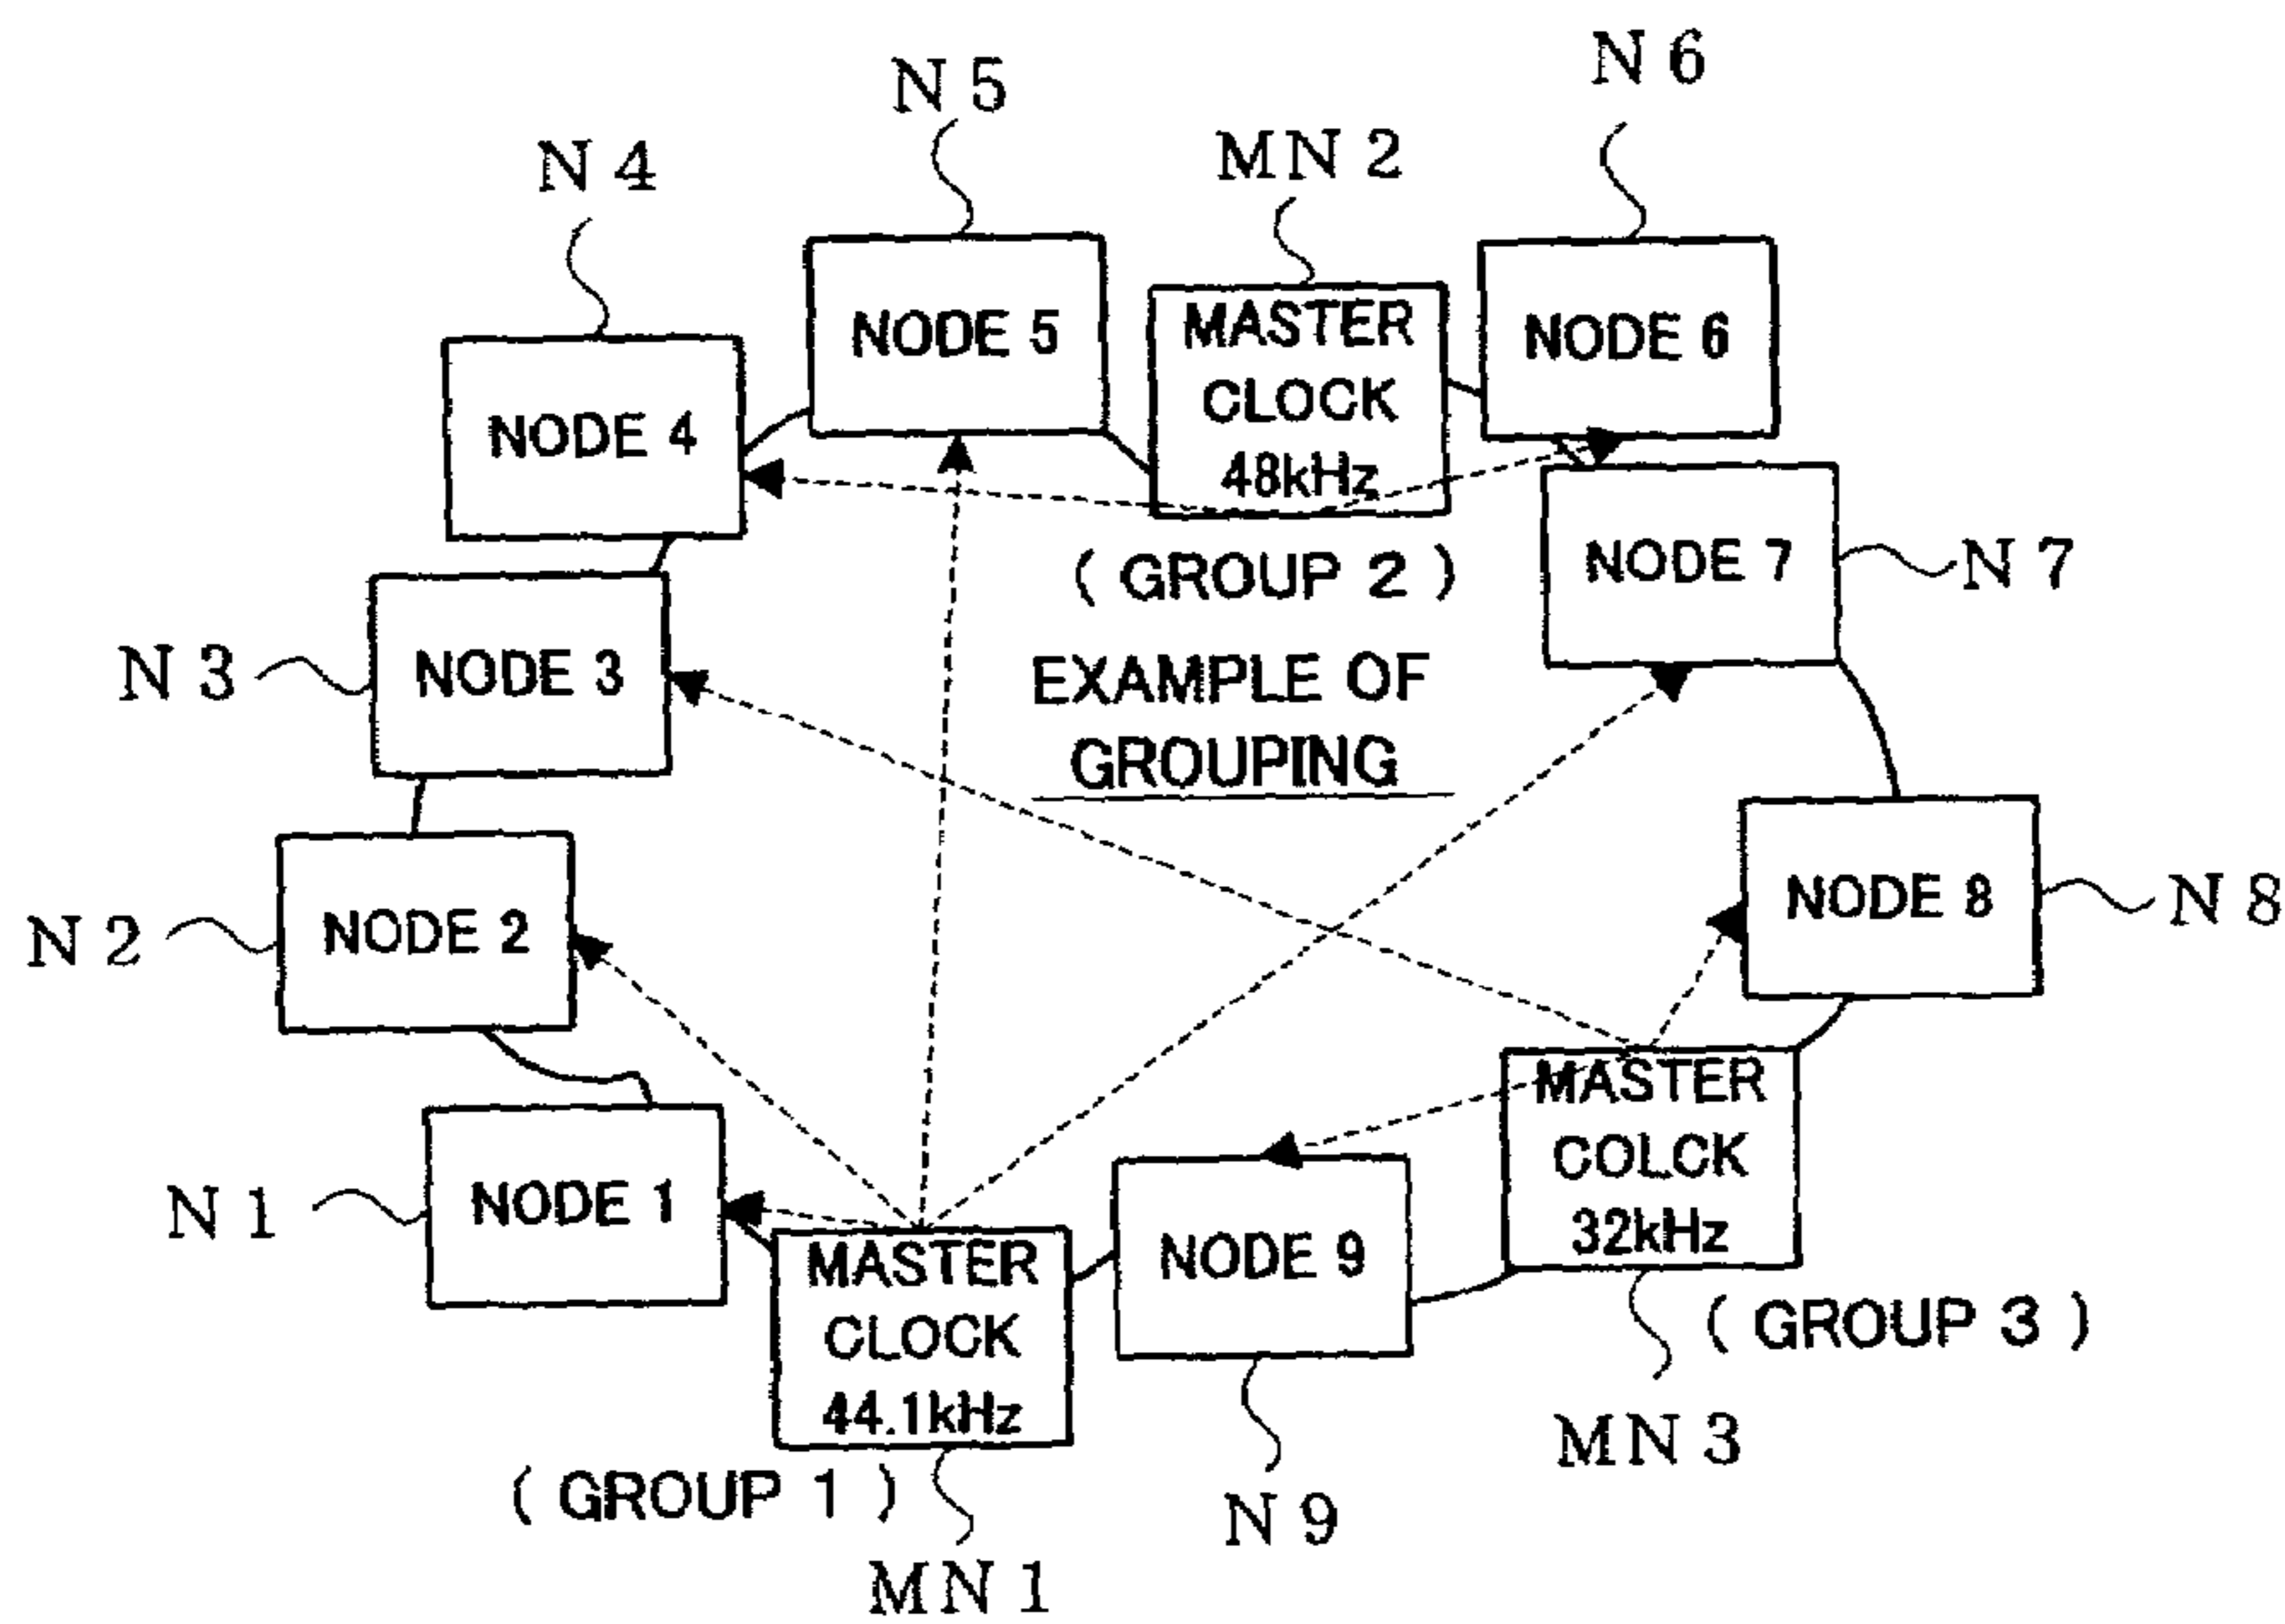 N 6
N 5
MN 2
N 4
NODE 5
MASTER
CLOCK
48kHz
NODE 6
NODE 4
( GROUP 2 )
NODE 7
N 7
N 3
NODE 3
EXAMPLE OF
GROUPING
N 2
NODE 2
NODE 8
N 8
MASTER
COLCK
32kHz
N 1
NODE 1
MASTER
CLOCK
44.1kHz
NODE 9
( GROUP 3 )
( GROUP 1 )
MN 3
N 9
MN 1